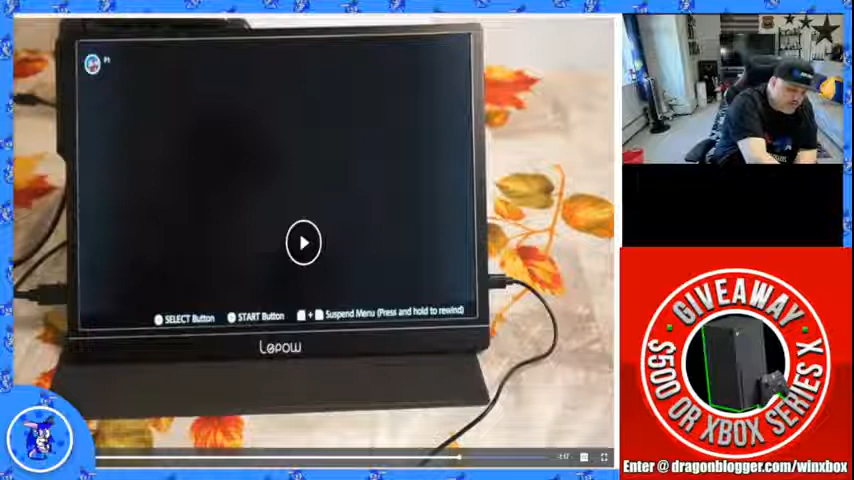 SELECT Button START Button + Suspend Menu (Press and hold to rewind)
Lepow
GIVEAWAY
$500 OR XBOX SERIES X
Enter @ dragonblogger.com/winxbox